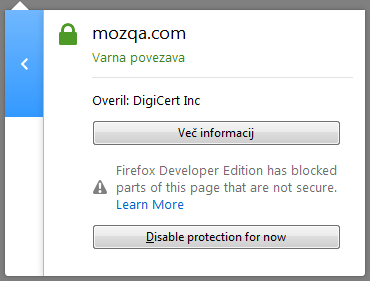 mozqa.com
Varna povezava
Overil: DigiCert Inc
Več informacij
Firefox Developer Edition has blocked
parts of this page that are not secure.
Learn More
Disable protection for now